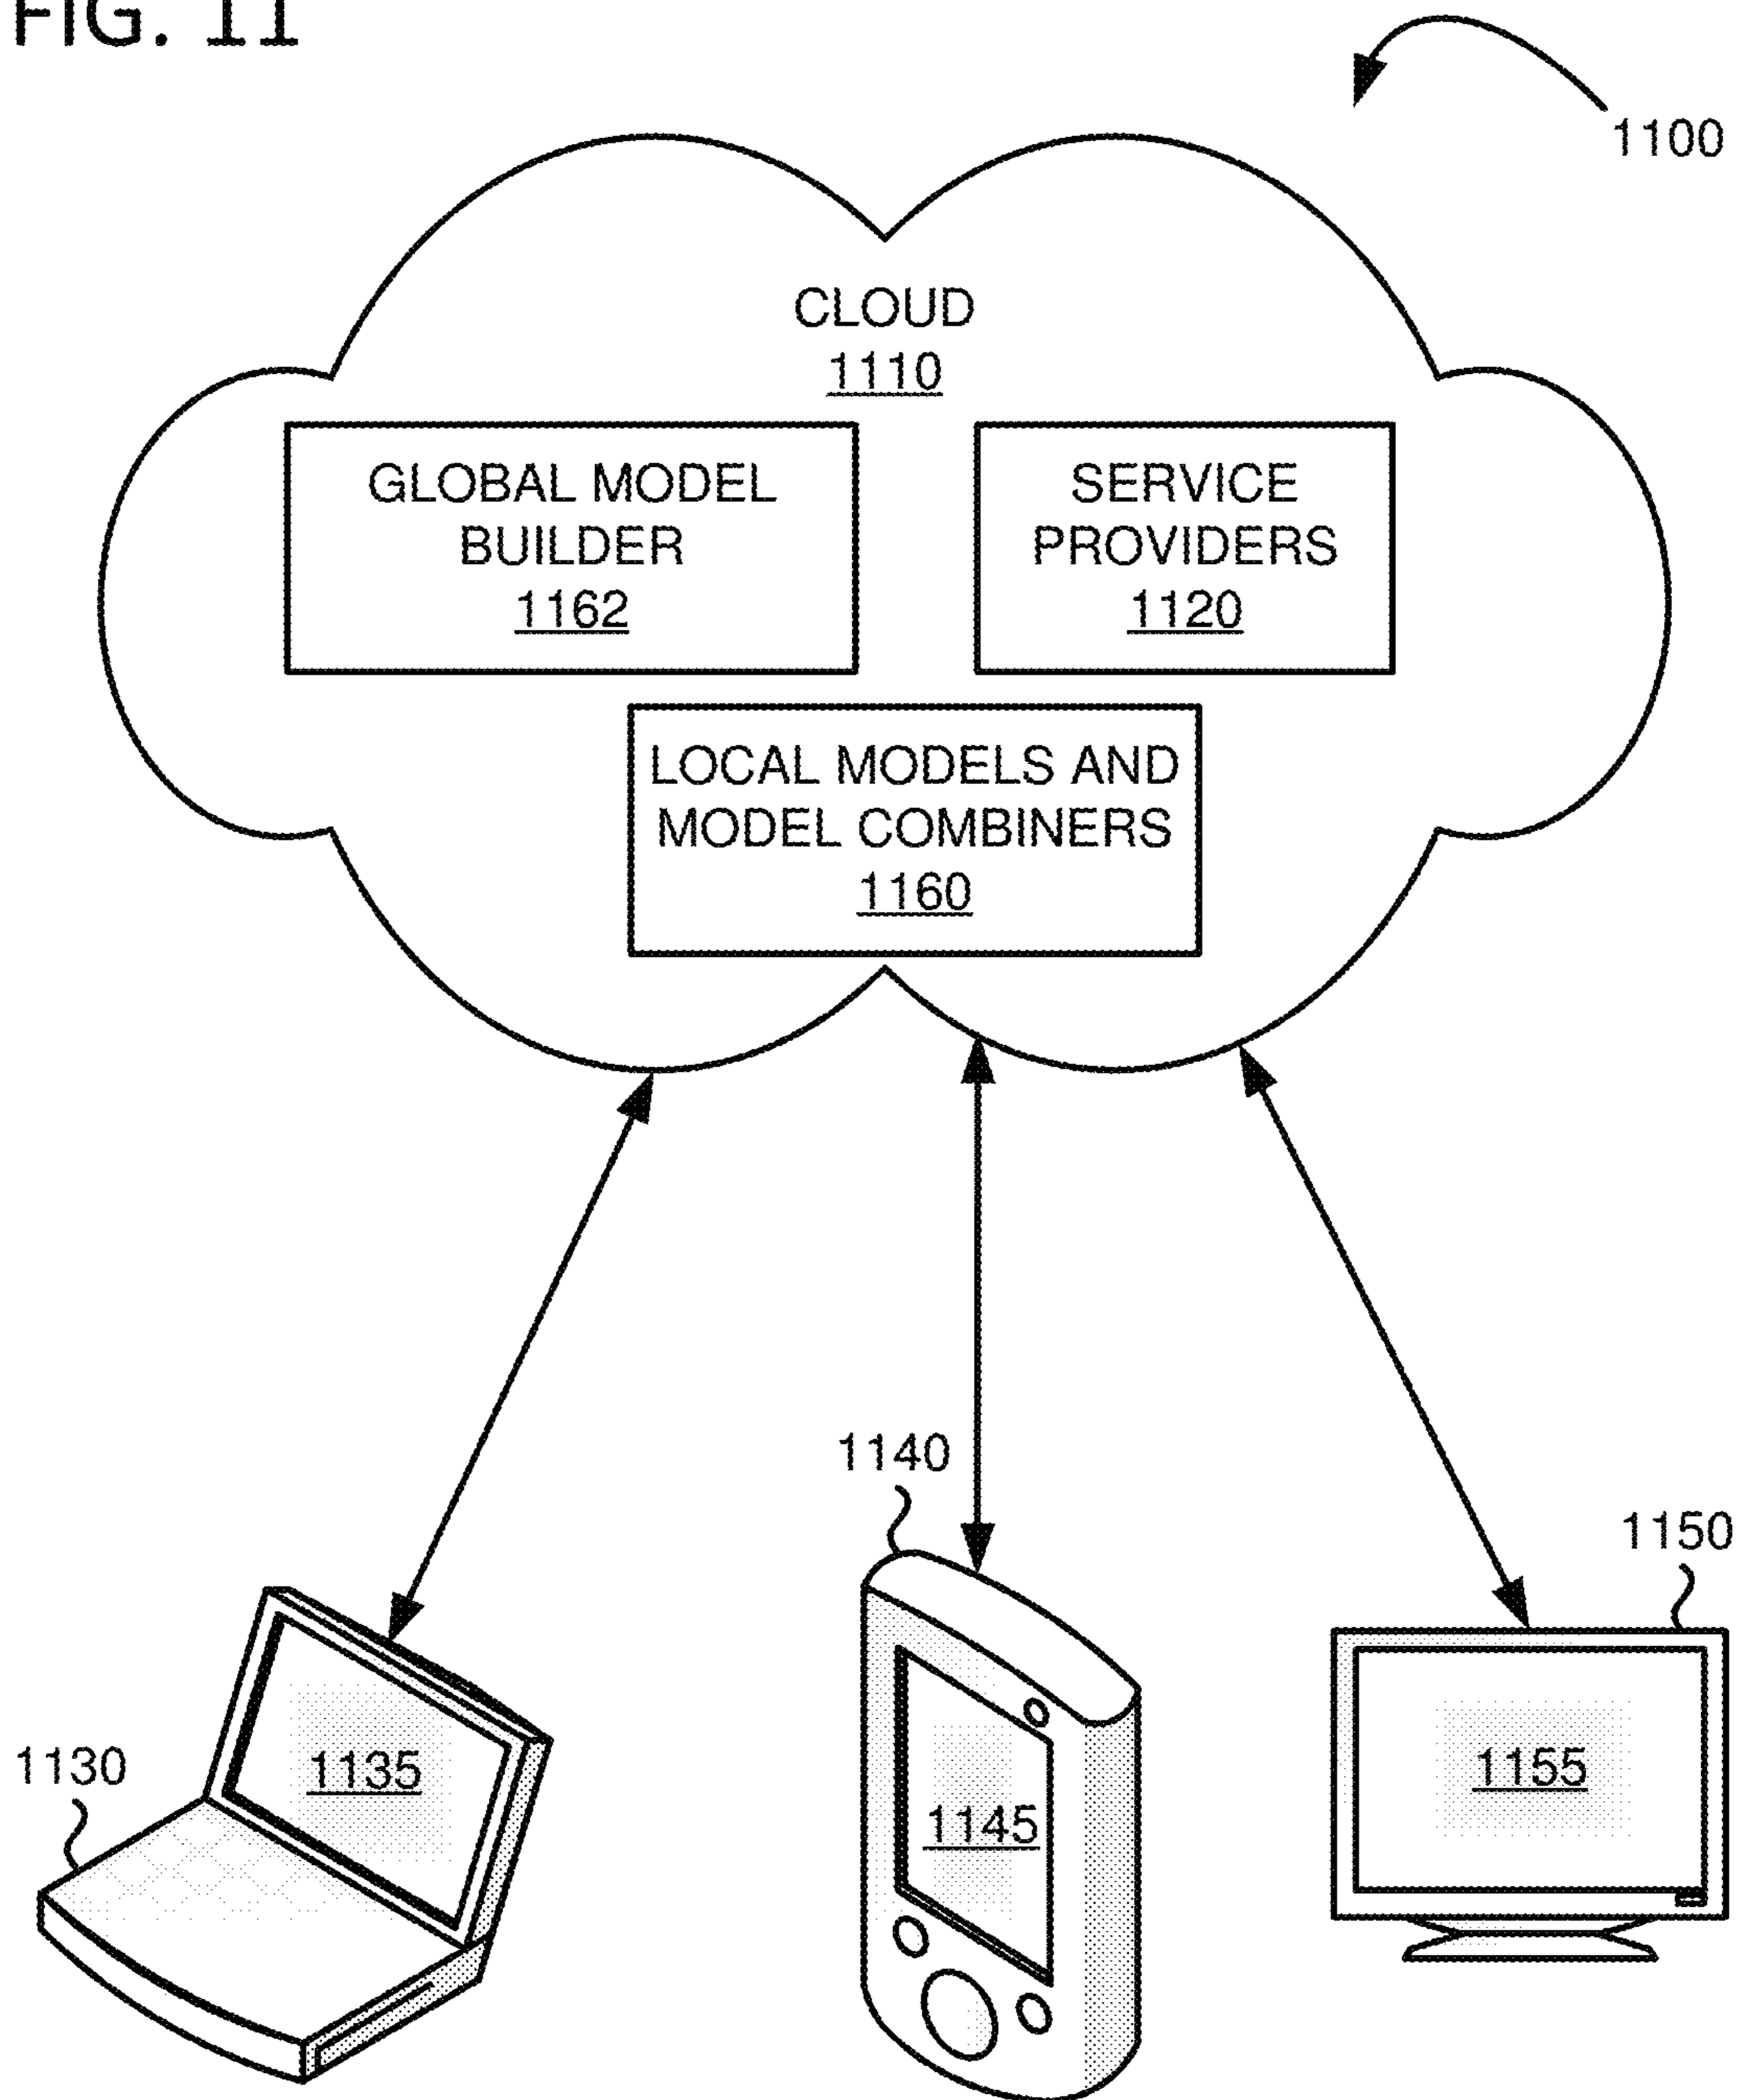 FIG. 11
1100
CLOUD
1110
GLOBAL MODEL
BUILDER
1162
SERVICE
PROVIDERS
1120
LOCAL MODELS AND
MODEL COMBINERS
1160
1140
1150
1130
1135
1145
1155